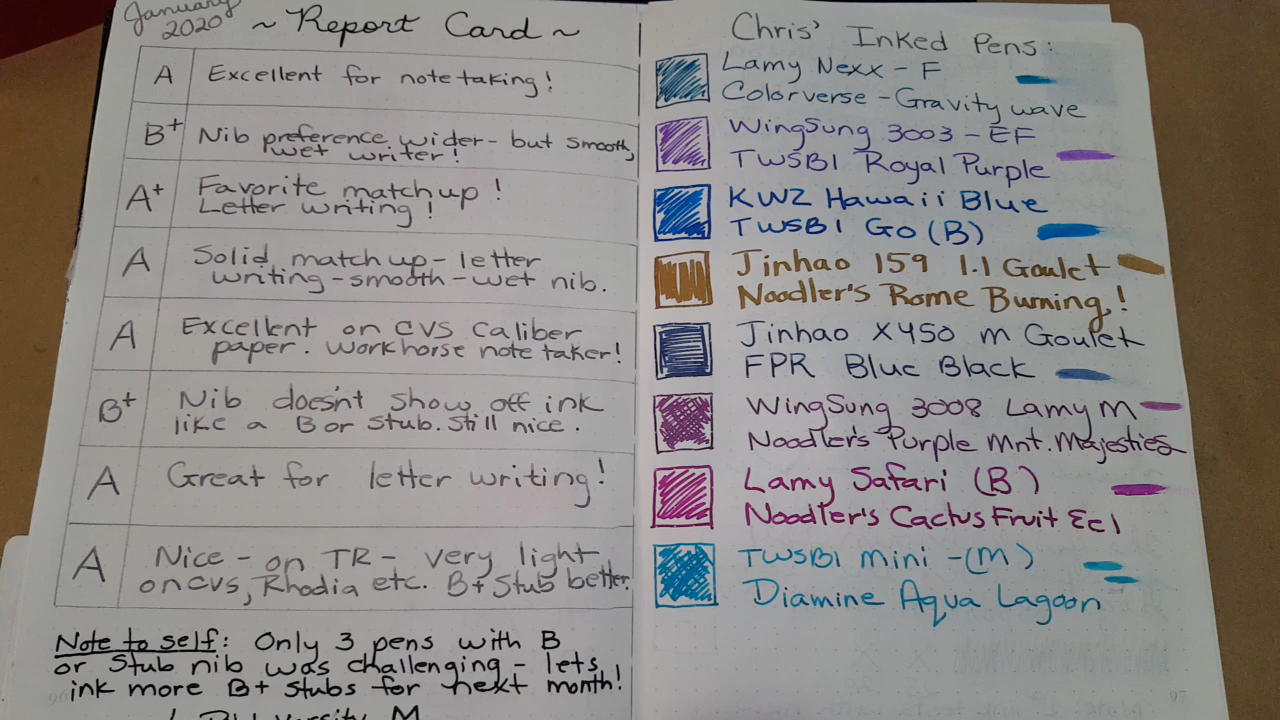 January
2020
~ Report Card ~
A Excellent for note taking!
B+ Nib preference wider - but smooth,
wet writer!
A+ Favorite match up!
Letter writing!
A Solid match up - letter
writing - smooth - wet nib.
A Excellent on CVS Caliber
paper. Workhorse note taker!
B+ Nib doesn't show off ink
like a B or Stub. Still nice.
A Great for letter writing!
A Nice - on TR - very light
on CVS, Rhodia etc. B + Stub better.
Note to self: Only 3 pens with B
or Stub nib was challenging - lets
ink more B + Stubs for next month!
Chris' Inked Pens:
Lamy Nexx - F
Colorverse - Gravity wave
WingSung 3003 - EF
TWSBI Royal Purple
KWZ Hawaii Blue
TWSBI Go (B)
Jinhao 159 1.1 Goulet
Noodler's Rome Burning!
Jinhao X450 m Goulet
FPR Blue Black
WingSung 3008 Lamy M
Noodler's Purple Mnt. Majesties
Lamy Safari (B)
Noodler's Cactus Fruit Ecl
TWSBI Mini - (M)
Diamine Aqua Lagoon
97